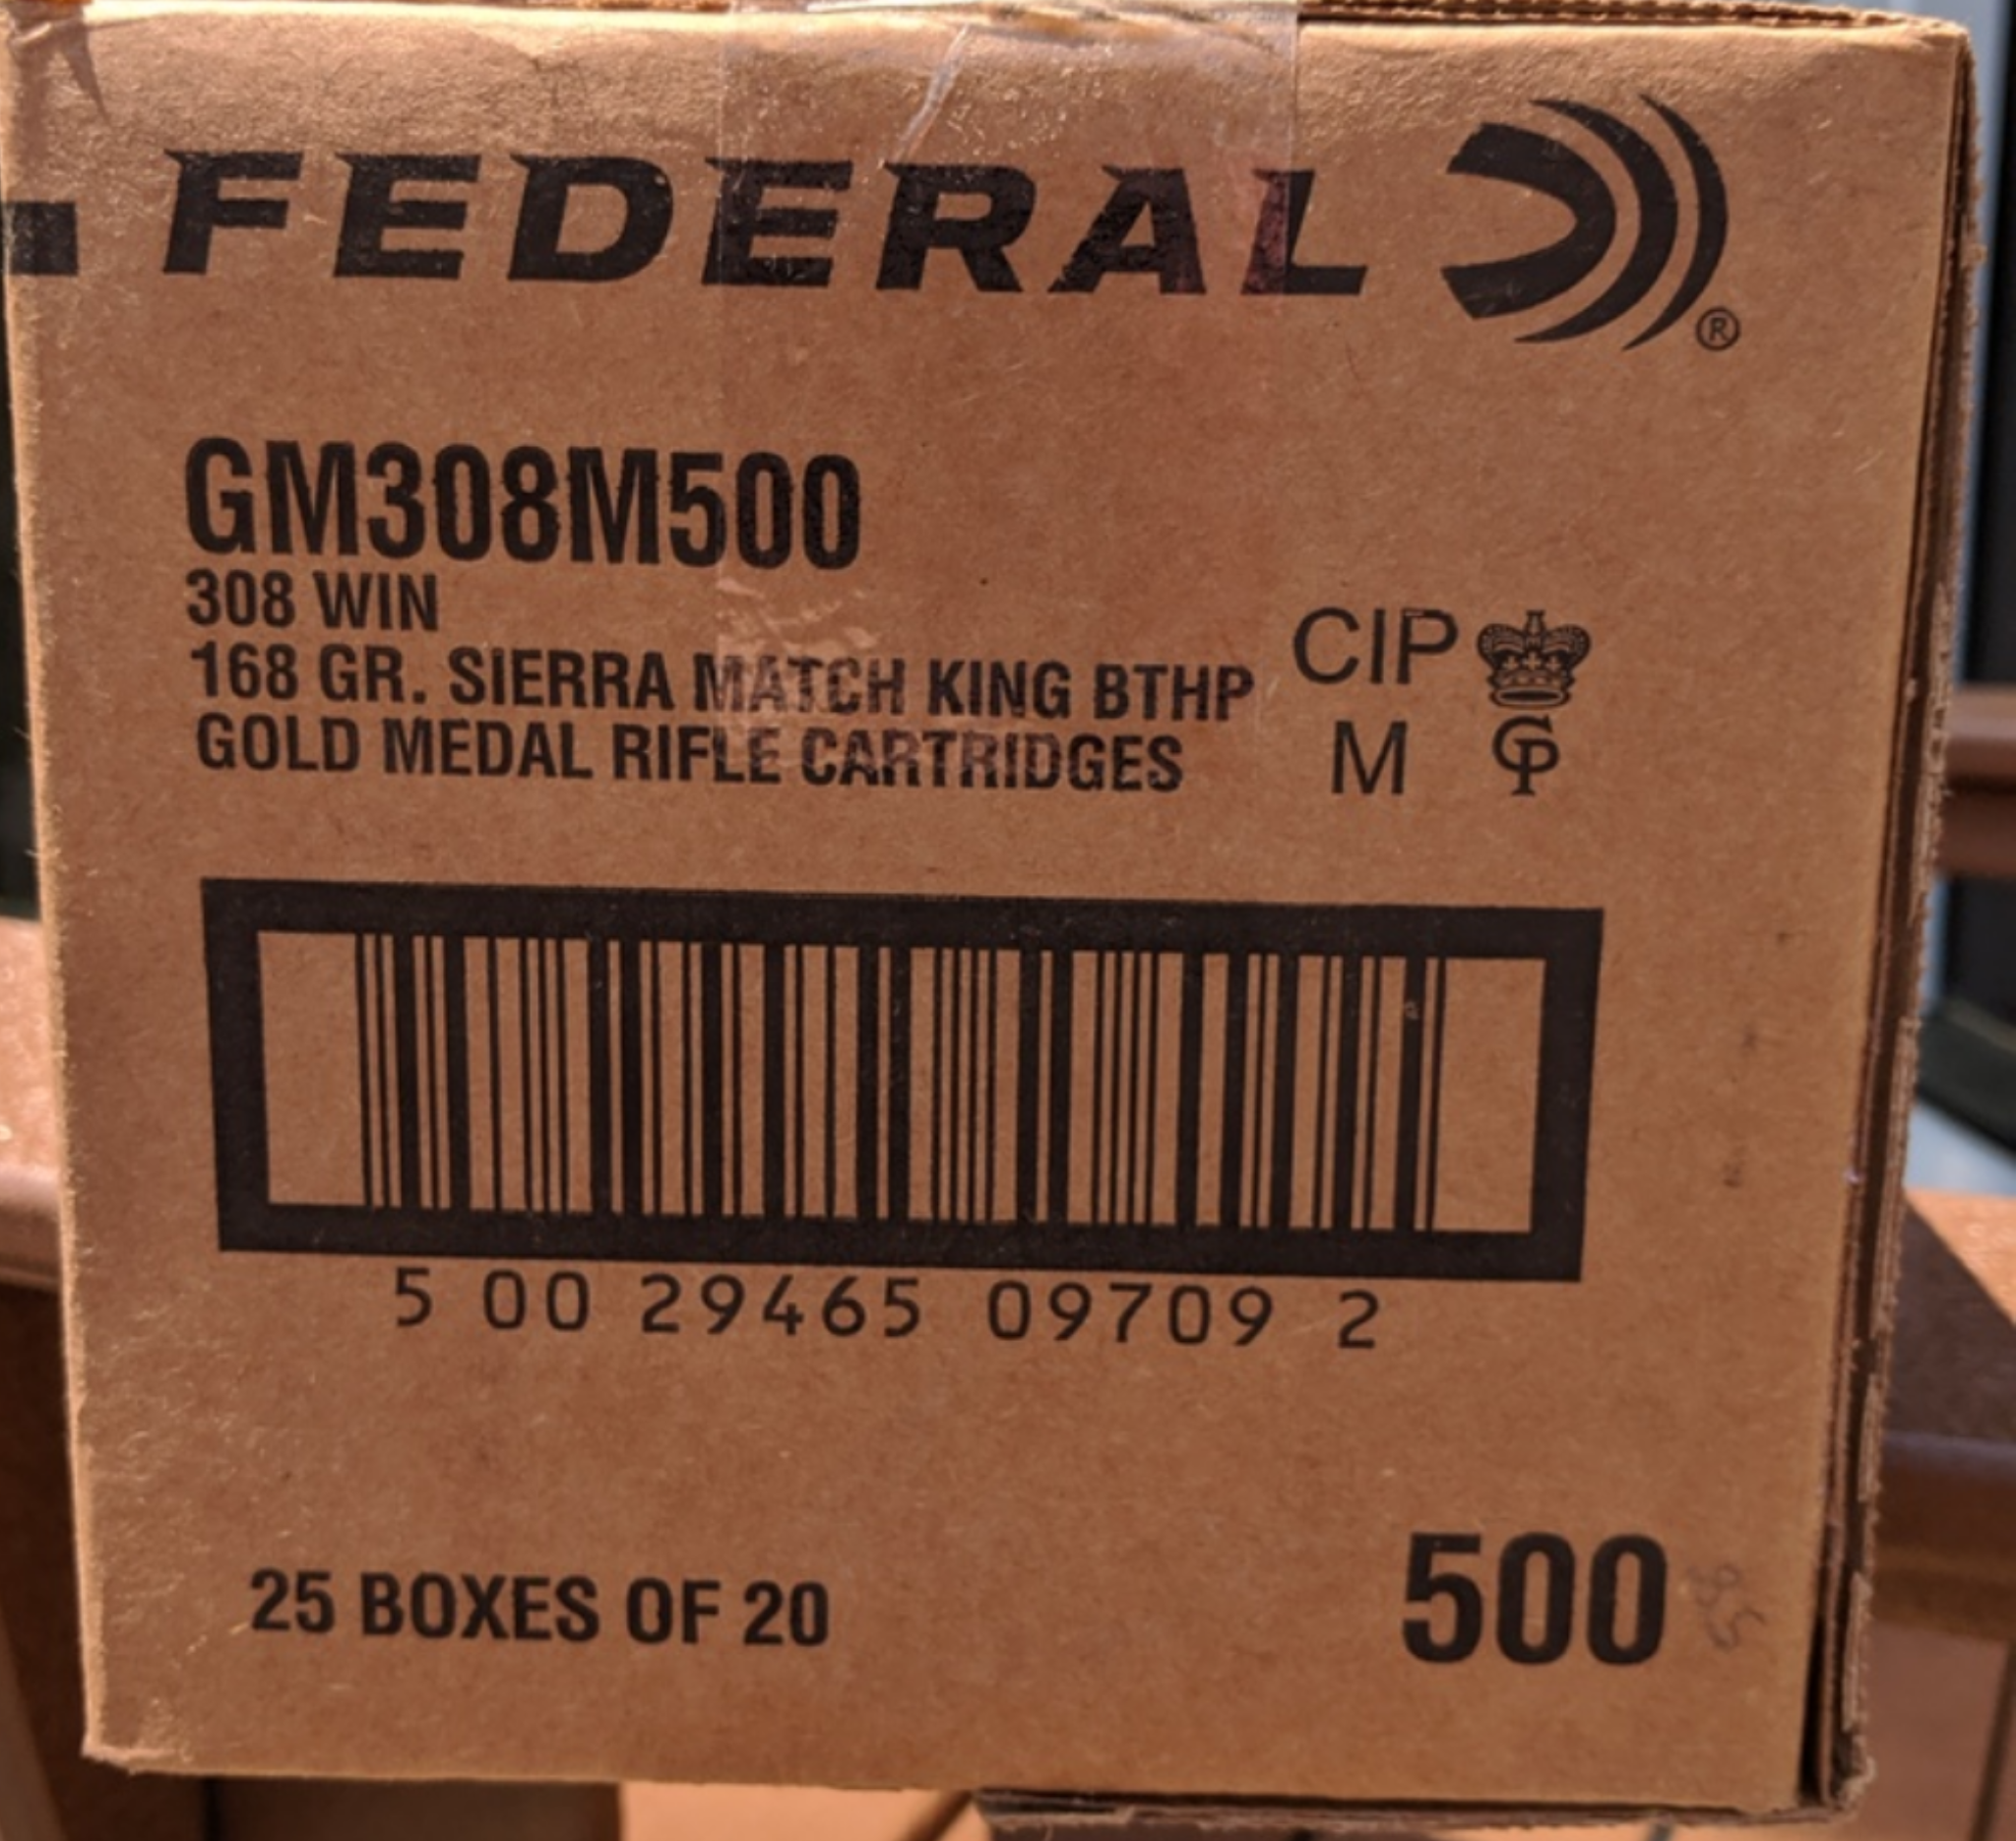 FEDERAL ®
GM308M500
308 WIN
168 GR. SIERRA MATCH KING BTHP
GOLD MEDAL RIFLE CARTRIDGES
CIP
M GP
5 00 29465 09709 2
25 BOXES OF 20
500